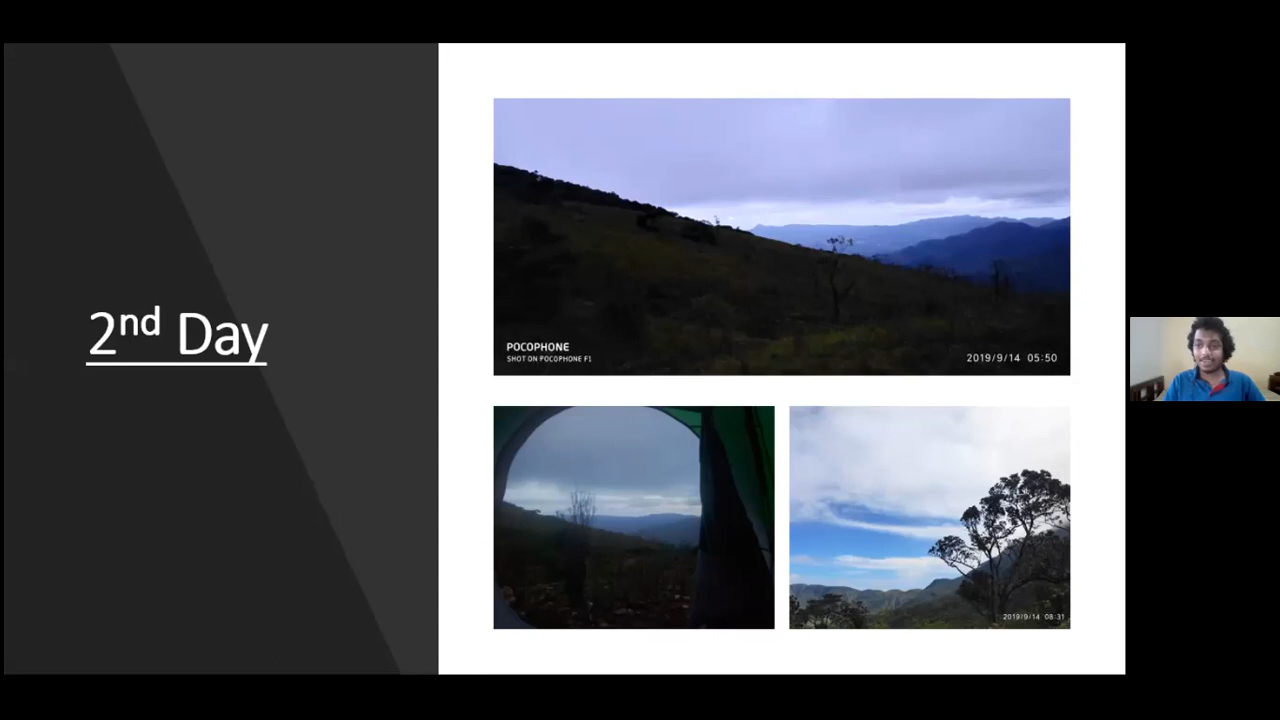 2nd Day
POCOPHONE
SHOT ON POCOPHONE F1
2019/9/14 05:50
2019/9/14 08:31